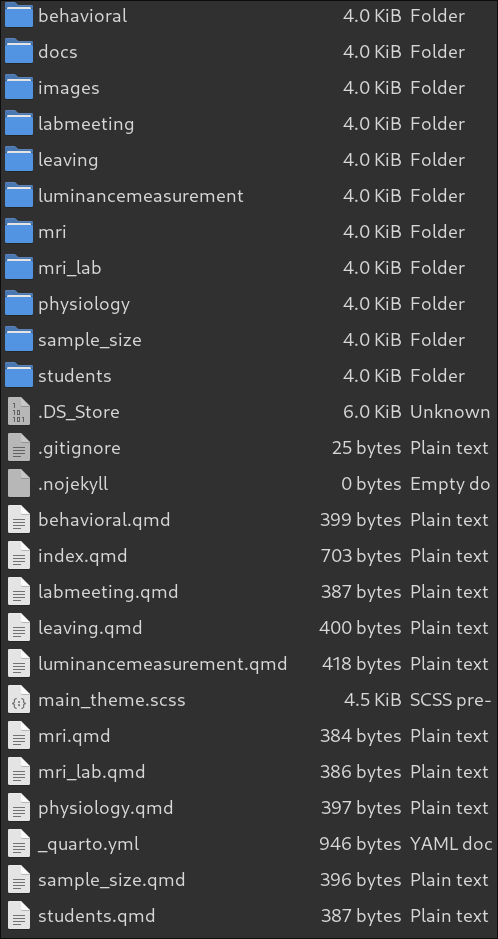 behavioral 4.0 KiB Folder
docs 4.0 KiB Folder
images 4.0 KiB Folder
labmeeting 4.0 KiB Folder
leaving 4.0 KiB Folder
luminancemeasurement 4.0 KiB Folder
mri 4.0 KiB Folder
mri_lab 4.0 KiB Folder
physiology 4.0 KiB Folder
sample_size 4.0 KiB Folder
students 4.0 KiB Folder
.DS_Store 6.0 KiB Unknown
.gitignore 25 bytes Plain text
.nojekyll 0 bytes Empty do
behavioral.qmd 399 bytes Plain text
index.qmd 703 bytes Plain text
labmeeting.qmd 387 bytes Plain text
leaving.qmd 400 bytes Plain text
luminancemeasurement.qmd 418 bytes Plain text
main_theme.scss 4.5 KiB SCSS pre-
mri.qmd 384 bytes Plain text
mri_lab.qmd 386 bytes Plain text
physiology.qmd 397 bytes Plain text
_quarto.yml 946 bytes YAML doc
sample_size.qmd 396 bytes Plain text
students.qmd 387 bytes Plain text